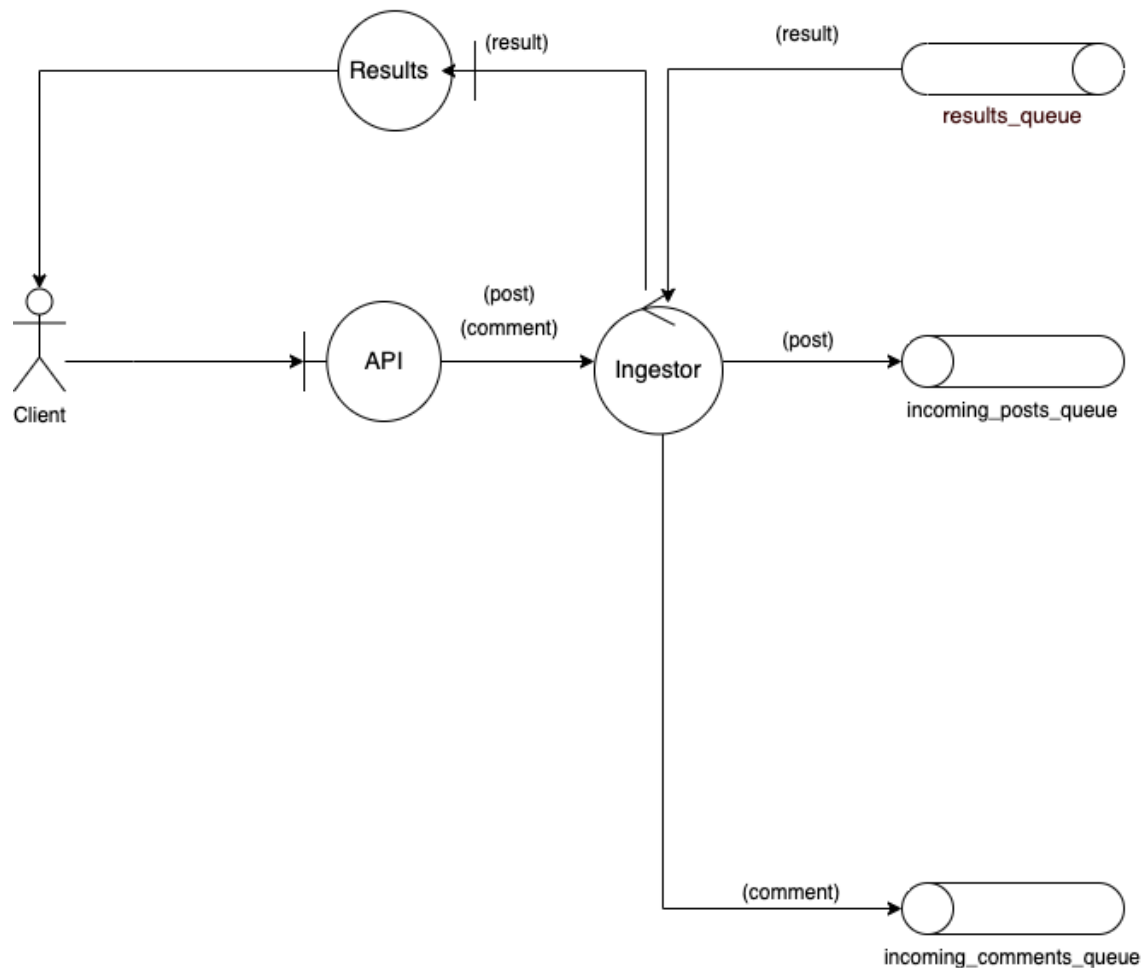 (result)
(result)
Results
results_queue
(post)
(comment)
(post)
API
Ingestor
Client
incoming_posts_queue
(comment)
incoming_comments_queue